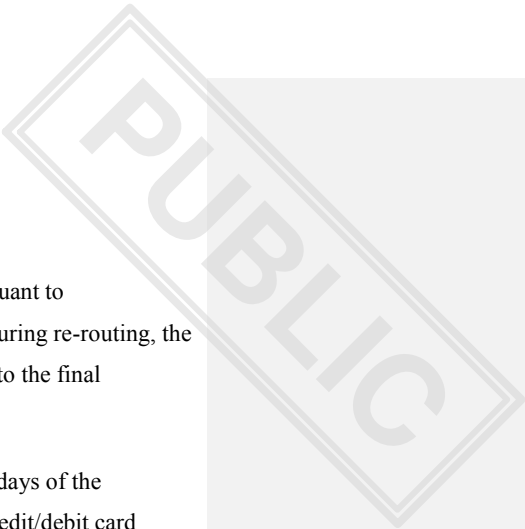 PUBLIC
uant to
uring re-routing, the
to the final
days of the
edit/debit card